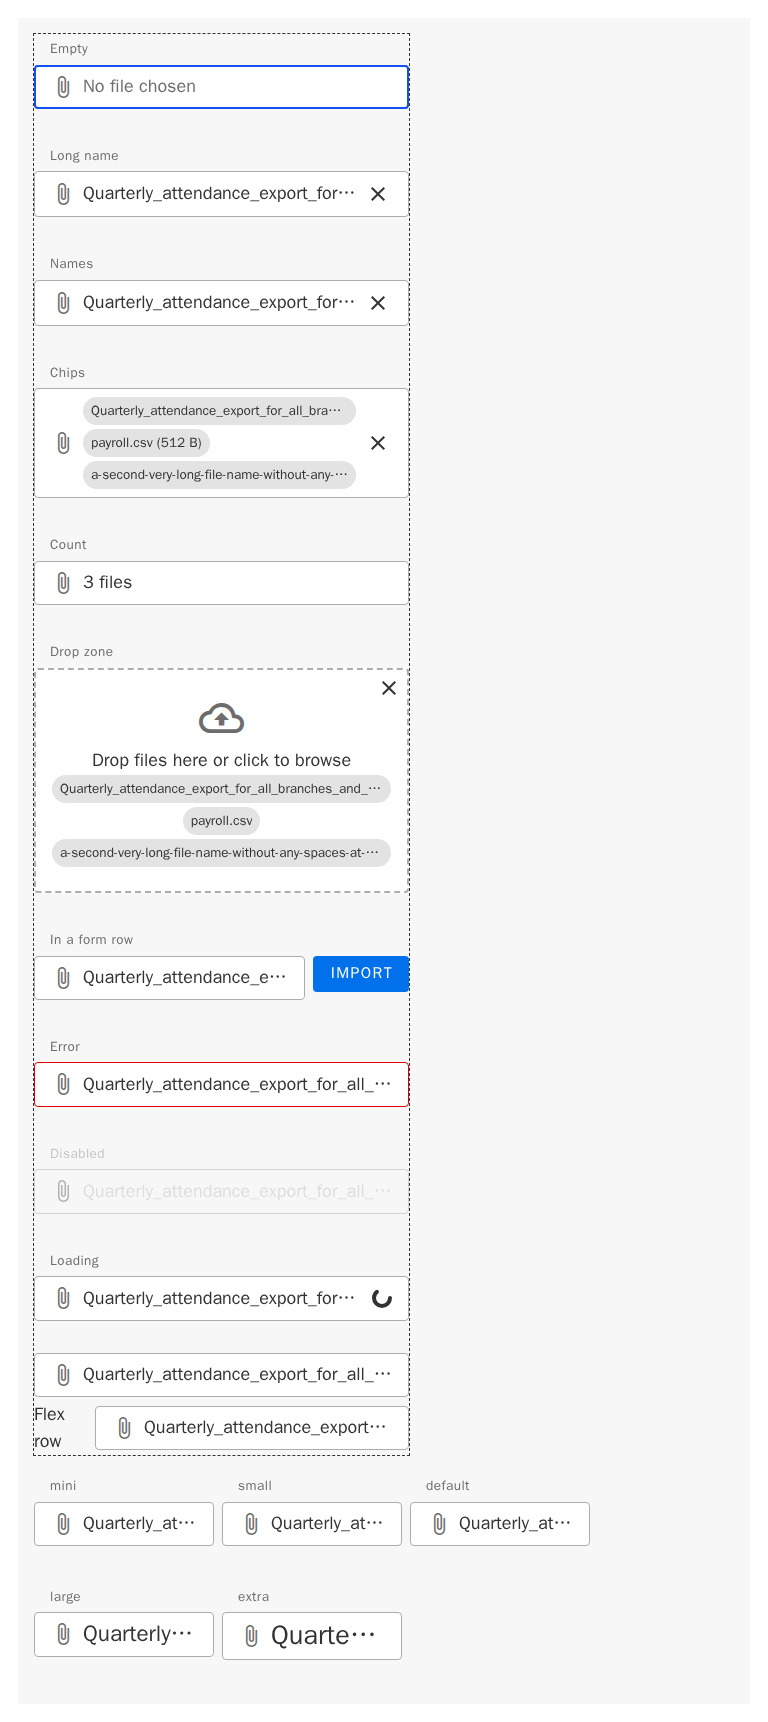 Empty
No file chosen
Long name
Quarterly_attendance_export_for…
Names
Quarterly_attendance_export_for…
Chips
Quarterly_attendance_export_for_all_bra…
payroll.csv (512 B)
a-second-very-long-file-name-without-any-…
Count
3 files
Drop zone
Drop files here or click to browse
Quarterly_attendance_export_for_all_branches_and_…
payroll.csv
a-second-very-long-file-name-without-any-spaces-at-…
In a form row
Quarterly_attendance_e… IMPORT
Error
Quarterly_attendance_export_for_all_…
Disabled
Quarterly_attendance_export_for_all_…
Loading
Quarterly_attendance_export_for…
Quarterly_attendance_export_for_all_…
Flex row Quarterly_attendance_export…
mini small default
Quarterly_at… Quarterly_at… Quarterly_at…
large extra
Quarterly… Quarte…